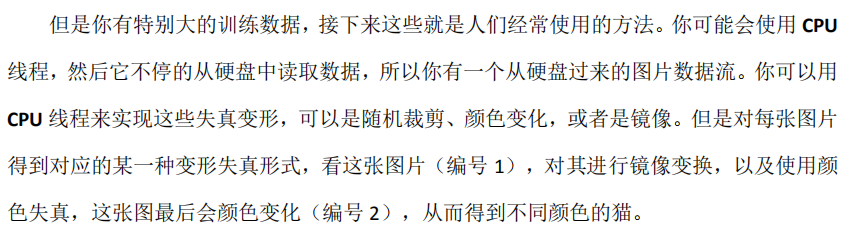 但是你有特别大的训练数据，接下来这些就是人们经常使用的方法。你可能会使用 CPU
线程，然后它不停的从硬盘中读取数据，所以你有一个从硬盘过来的图片数据流。你可以用
CPU 线程来实现这些失真变形，可以是随机裁剪、颜色变化，或者是镜像。但是对每张图片
得到对应的某一种变形失真形式，看这张图片（编号 1），对其进行镜像变换，以及使用颜
色失真，这张图最后会颜色变化（编号 2），从而得到不同颜色的猫。